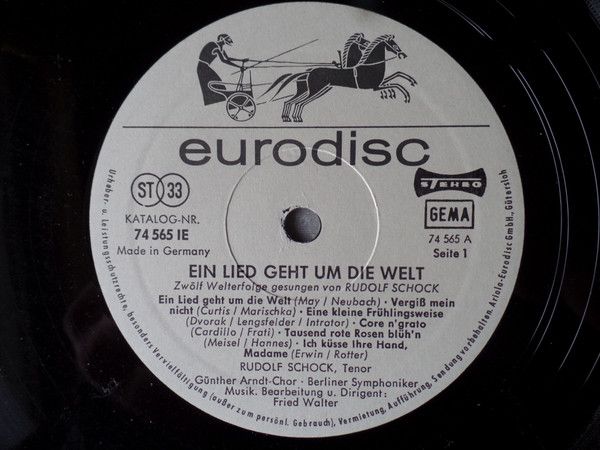 eurodisc
ST 33
STEREO
KATALOG-NR.
74 565 IE
Made in Germany
GEMA
74 565 A
Seite 1
EIN LIED GEHT UM DIE WELT
Zwölf Welterfolge gesungen von RUDOLF SCHOCK
Ein Lied geht um die Welt (May / Neubach) · Vergiß mein
nicht (Curtis / Marischka) · Eine kleine Frühlingsweise
(Dvorak / Lengsfelder / Intrator) · Core n'grato
(Cardillo / Frati) · Tausend rote Rosen blüh'n
(Meisel / Hannes) · Ich küsse Ihre Hand,
Madame (Erwin / Rotter)
RUDOLF SCHOCK, Tenor
Günther Arndt-Chor · Berliner Symphoniker
Musik. Bearbeitung u. Dirigent:
Fried Walter
Urheber- u. Leistungsschutzrechte, besonders Vervielfältigung (außer zum persönl. Gebrauch), Vermietung, Aufführung, Sendung vorbehalten. Ariola-Eurodisc GmbH., Gütersloh